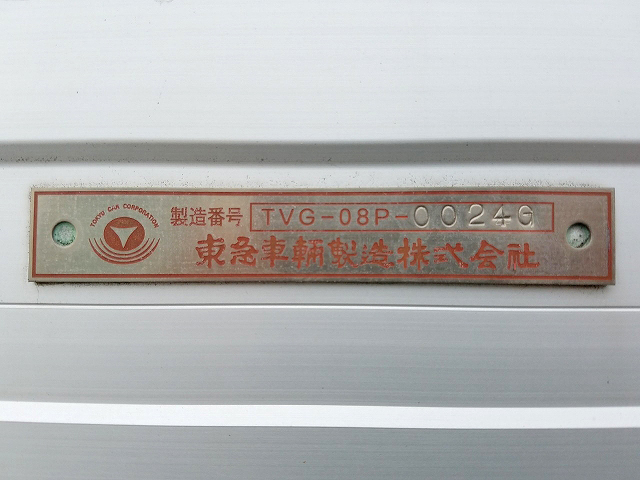 TOKYU CAR CORPORATION
製造番号 TVG-08P-0024G
東急車輛製造株式会社